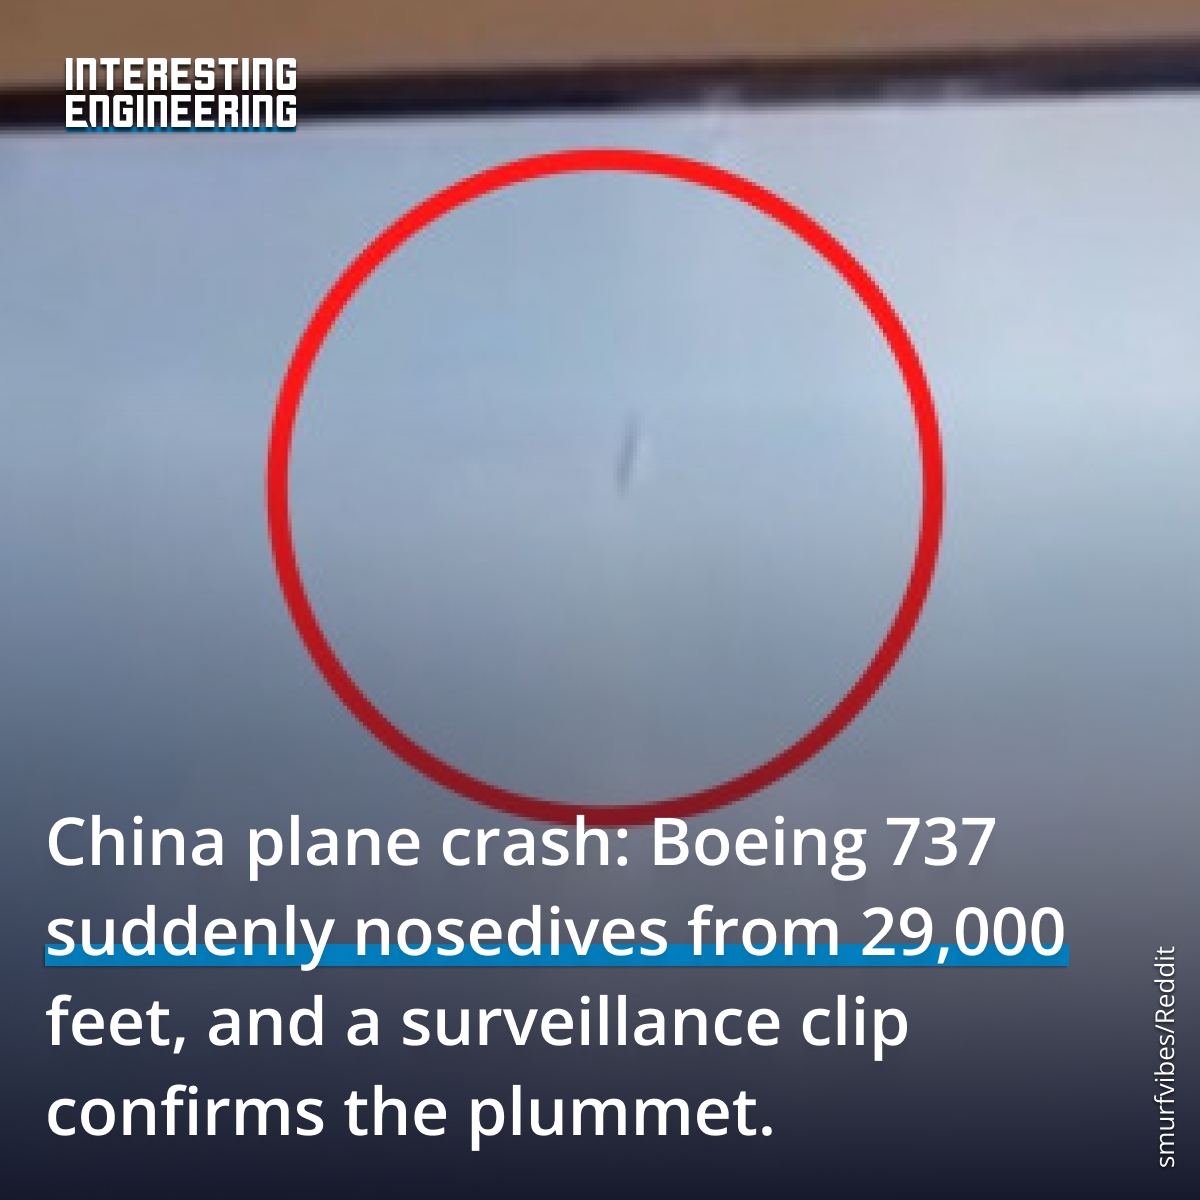 INTERESTING
ENGINEERING
China plane crash: Boeing 737
suddenly nosedives from 29,000
feet, and a surveillance clip
confirms the plummet.
smurfvibes/Reddit